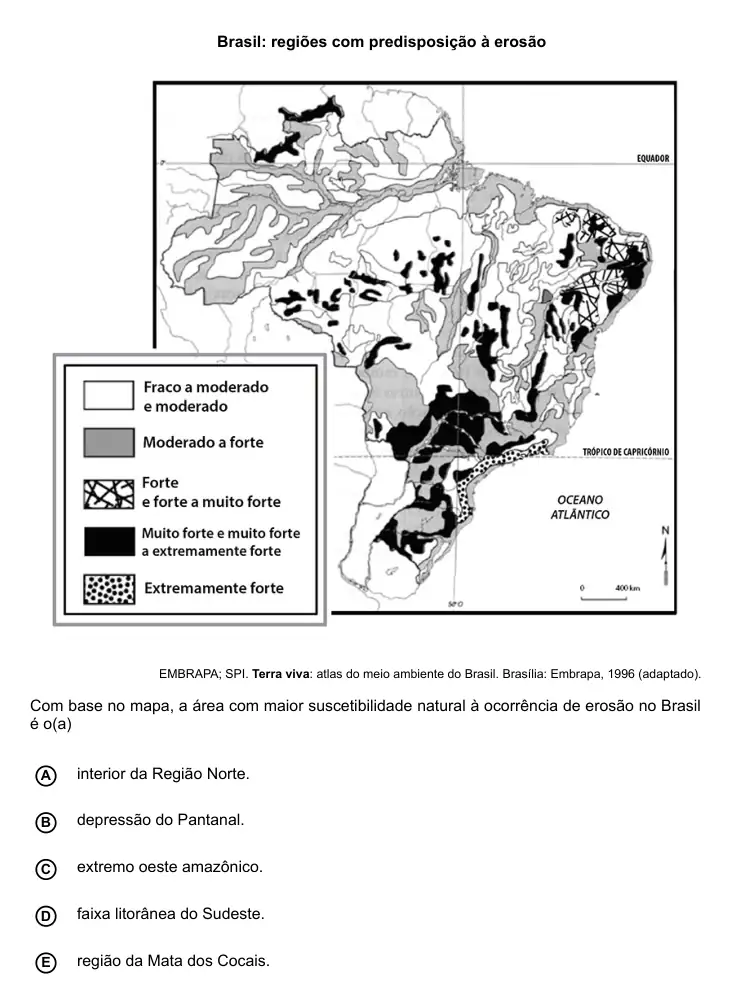 Brasil: regiões com predisposição à erosão
EQUADOR
0°
TRÓPICO DE CAPRICÓRNIO
OCEANO
ATLÂNTICO
N
0 400 km
50° O
Fraco a moderado
e moderado
Moderado a forte
Forte
e forte a muito forte
Muito forte e muito forte
a extremamente forte
Extremamente forte
EMBRAPA; SPI. Terra viva: atlas do meio ambiente do Brasil. Brasília: Embrapa, 1996 (adaptado).
Com base no mapa, a área com maior suscetibilidade natural à ocorrência de erosão no Brasil
é o(a)
A interior da Região Norte.
B depressão do Pantanal.
C extremo oeste amazônico.
D faixa litorânea do Sudeste.
E região da Mata dos Cocais.